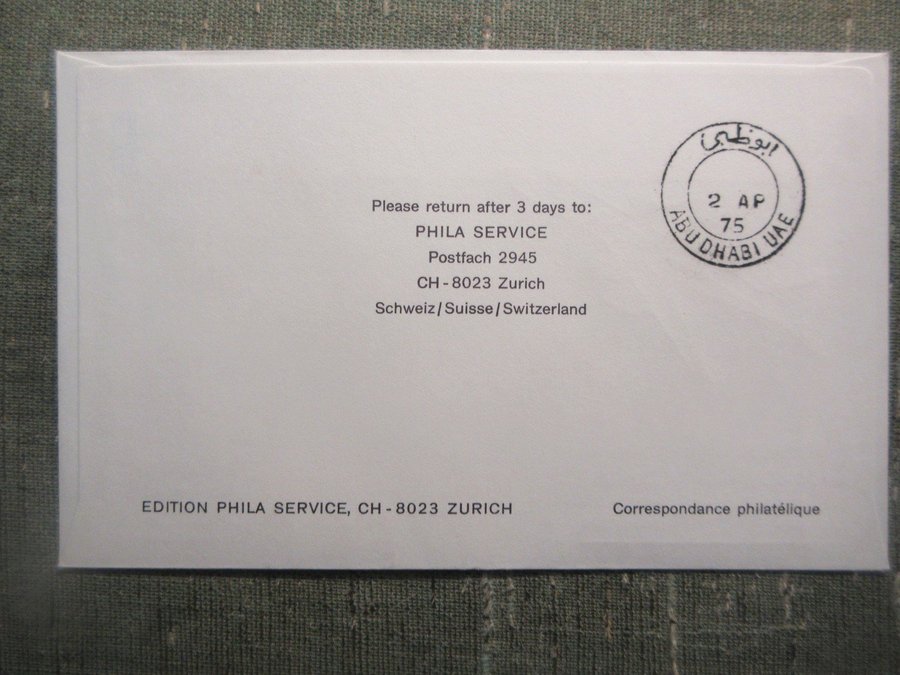 ابوظبي
2 AP
75
ABU DHABI UAE
Please return after 3 days to:
PHILA SERVICE
Postfach 2945
CH-8023 Zurich
Schweiz/Suisse/Switzerland
EDITION PHILA SERVICE, CH-8023 ZURICH
Correspondance philatélique